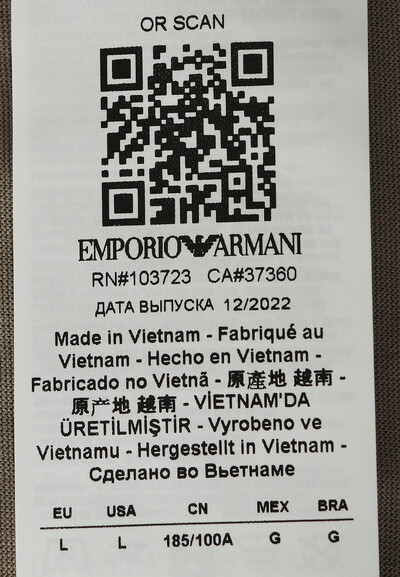 OR SCAN
EMPORIO ARMANI
RN#103723 CA#37360
ДАТА ВЫПУСКА 12/2022
Made in Vietnam - Fabriqué au
Vietnam - Hecho en Vietnam -
Fabricado no Vietnã - 原產地 越南 -
原产地 越南 - VİETNAM'DA
ÜRETİLMİŞTİR - Vyrobeno ve
Vietnamu - Hergestellt in Vietnam -
Сделано во Вьетнаме
EU USA CN MEX BRA
L L 185/100A G G